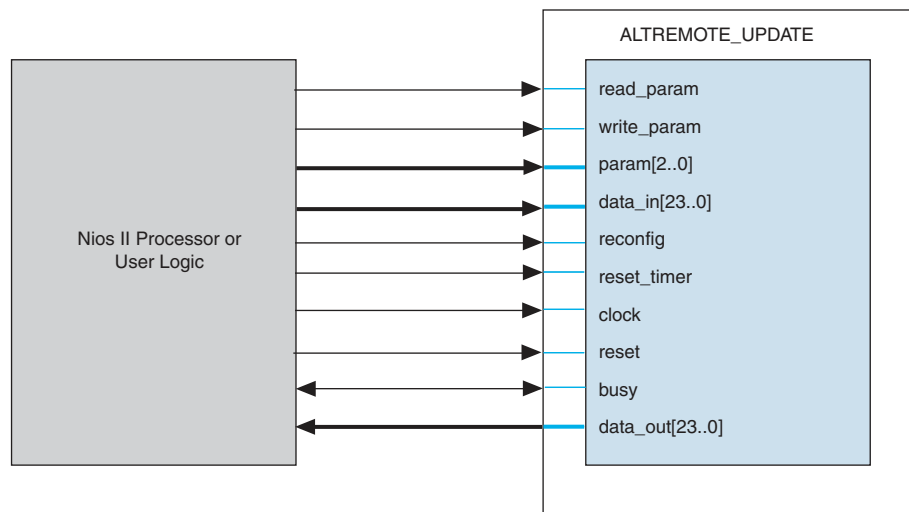 ALTREMOTE_UPDATE
Nios II Processor or
User Logic
read_param
write_param
param[2..0]
data_in[23..0]
reconfig
reset_timer
clock
reset
busy
data_out[23..0]